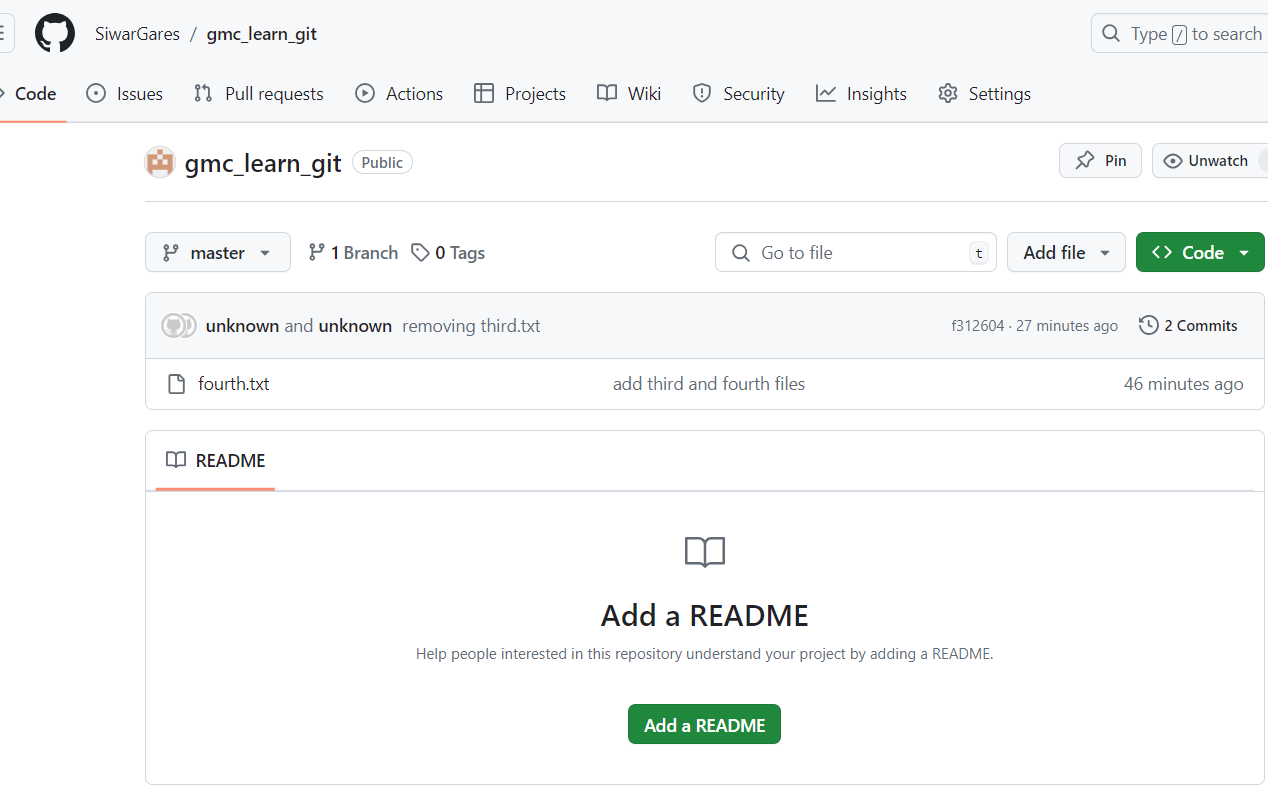 SiwarGares / gmc_learn_git
Type / to search
Code Issues Pull requests Actions Projects Wiki Security Insights Settings
gmc_learn_git Public
Pin Unwatch
master 1 Branch 0 Tags
Go to file t
Add file
Code
unknown and unknown removing third.txt
f312604 · 27 minutes ago 2 Commits
fourth.txt add third and fourth files 46 minutes ago
README
Add a README
Help people interested in this repository understand your project by adding a README.
Add a README